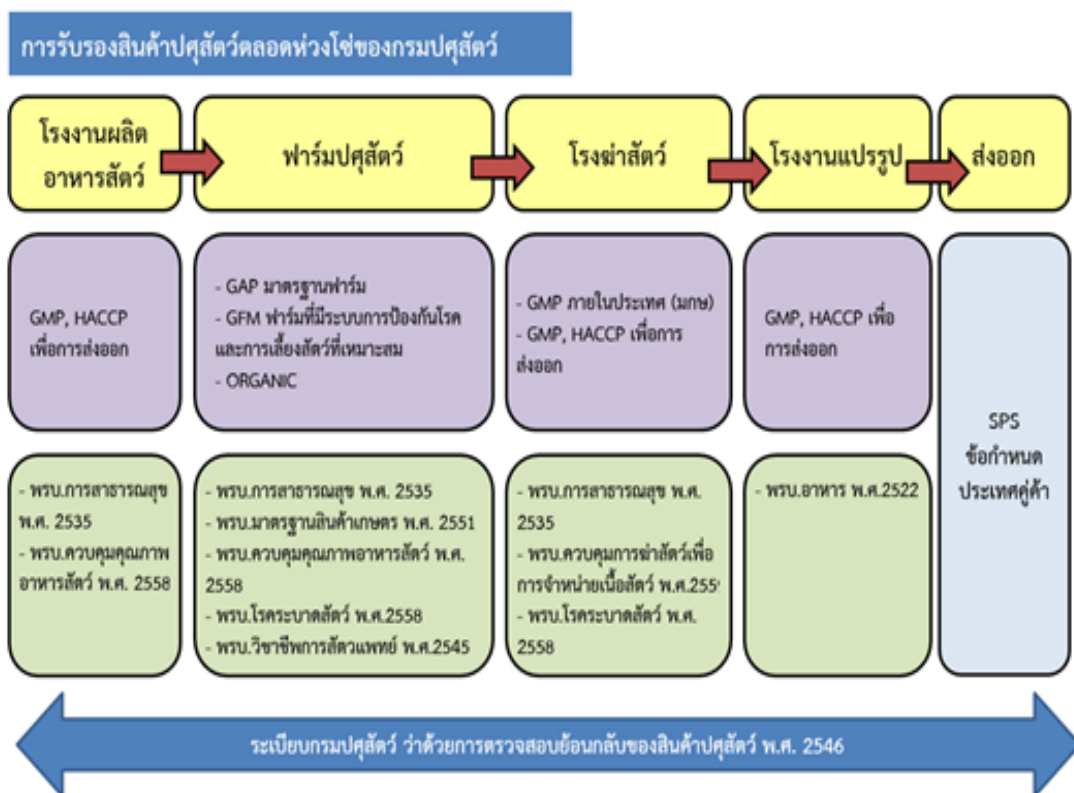 การรับรองสินค้าปศุสัตว์ตลอดห่วงโซ่ของกรมปศุสัตว์
โรงงานผลิต
อาหารสัตว์
ฟาร์มปศุสัตว์
โรงฆ่าสัตว์
โรงงานแปรรูป
ส่งออก
GMP, HACCP
เพื่อการส่งออก
- GAP มาตรฐานฟาร์ม
- GFM ฟาร์มที่มีระบบการป้องกันโรค
และการเลี้ยงสัตว์ที่เหมาะสม
- ORGANIC
- GMP ภายในประเทศ (มกษ)
- GMP, HACCP เพื่อการ
ส่งออก
GMP, HACCP เพื่อ
การส่งออก
SPS
ข้อกำหนด
ประเทศคู่ค้า
- พรบ.การสาธารณสุข
พ.ศ. 2535
- พรบ.ควบคุมคุณภาพ
อาหารสัตว์ พ.ศ. 2558
- พรบ.การสาธารณสุข พ.ศ. 2535
- พรบ.มาตรฐานสินค้าเกษตร พ.ศ. 2551
- พรบ.ควบคุมคุณภาพอาหารสัตว์ พ.ศ.
2558
- พรบ.โรคระบาดสัตว์ พ.ศ.2558
- พรบ.วิชาชีพการสัตวแพทย์ พ.ศ.2545
- พรบ.การสาธารณสุข พ.ศ.
2535
- พรบ.ควบคุมการฆ่าสัตว์เพื่อ
การจำหน่ายเนื้อสัตว์
- พรบ.โรคระบาดสัตว์ พ.ศ.
2558
- พรบ.อาหาร พ.ศ.2522
ระเบียบกรมปศุสัตว์ ว่าด้วยการตรวจสอบย้อนกลับของสินค้าปศุสัตว์ พ.ศ. 2546